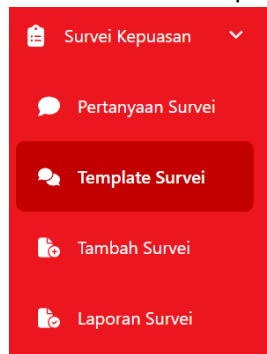 Survei Kepuasan
Pertanyaan Survei
Template Survei
Tambah Survei
Laporan Survei